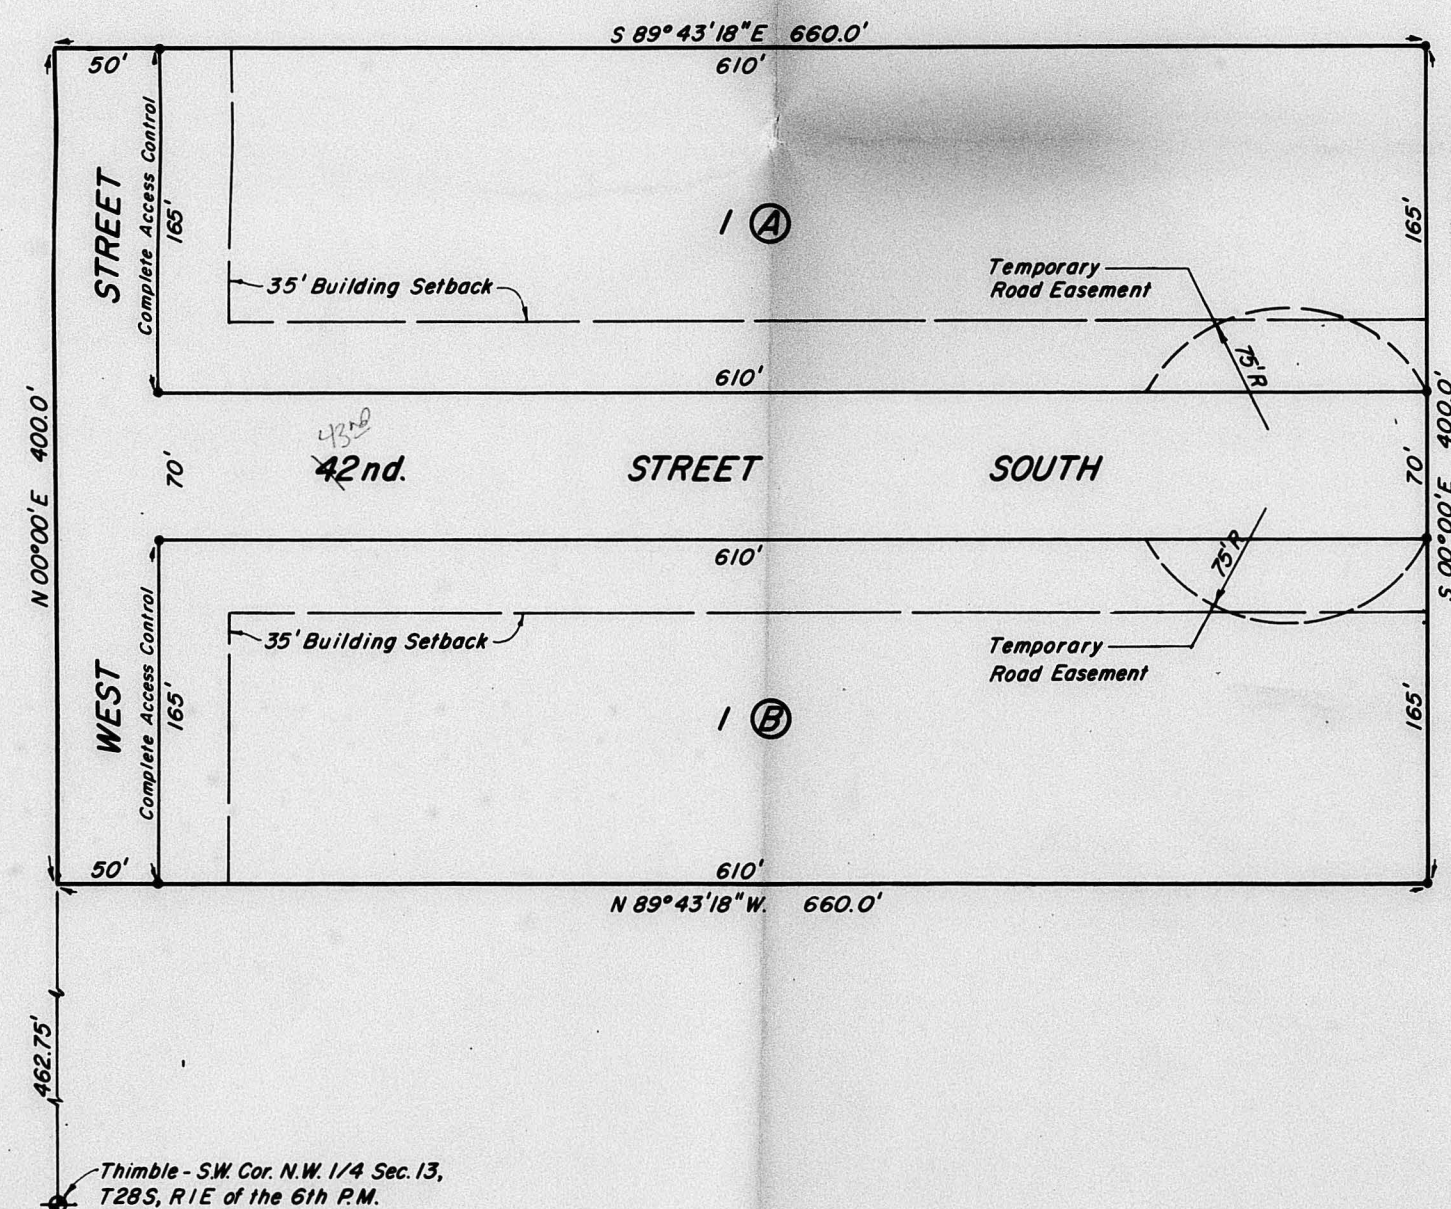 S 89°43'18"E 660.0'
50'
610'
STREET
Complete Access Control
165'
1 A
165'
35' Building Setback
Temporary
Road Easement
75'R
610'
N 00°00'E 400.0'
S 00°00'E 400.0'
43rd
70'
42nd. STREET SOUTH
70'
75'R
610'
35' Building Setback
Temporary
Road Easement
WEST
Complete Access Control
165'
1 B
165'
50'
610'
N 89°43'18"W. 660.0'
462.75'
Thimble - S.W. Cor. N.W. 1/4 Sec. 13,
T28S, R1E of the 6th P.M.